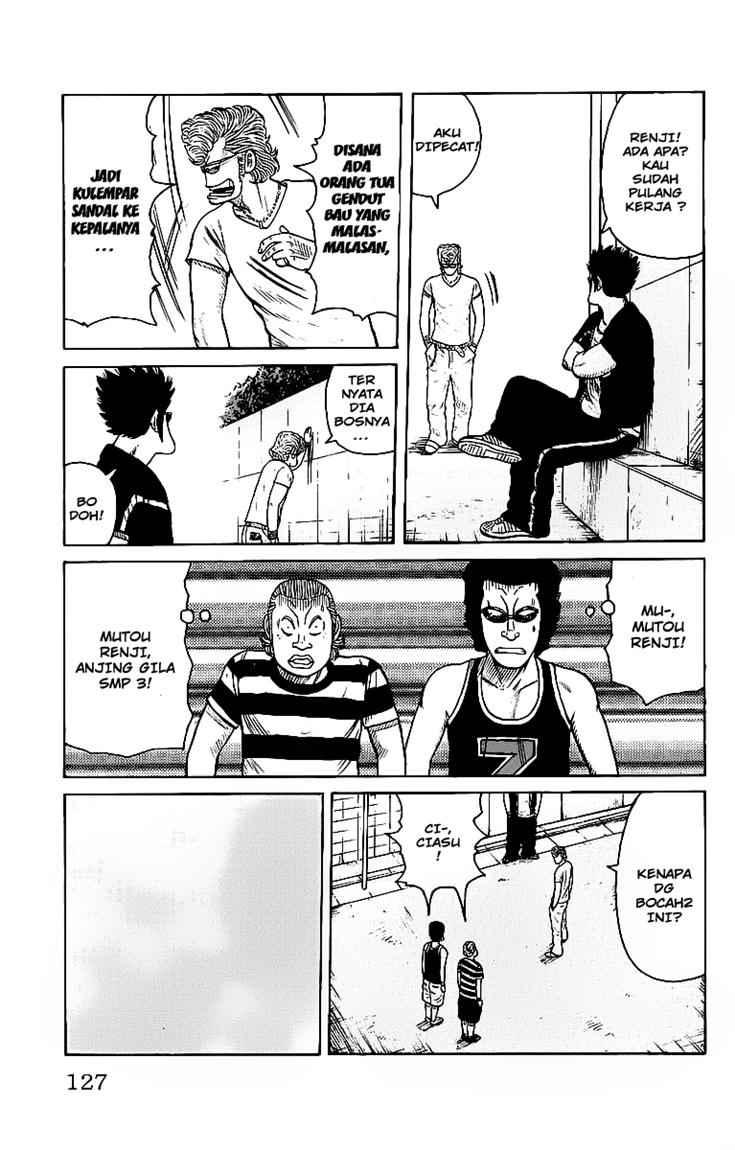 RENJI!
ADA APA?
KAU
SUDAH
PULANG
KERJA ?
AKU
DIPECAT!
DISANA
ADA
ORANG TUA
GENDUT
BAU YANG
MALAS-
MALASAN,
JADI
KULEMPAR
SANDAL KE
KEPALANYA
...
TER
NYATA
DIA
BOSNYA
...
BO
DOH!
MU-,
MUTOU
RENJI!
MUTOU
RENJI,
ANJING GILA
SMP 3!
7
KENAPA
DG
BOCAH2
INI?
CI-,
CIASU
!
127